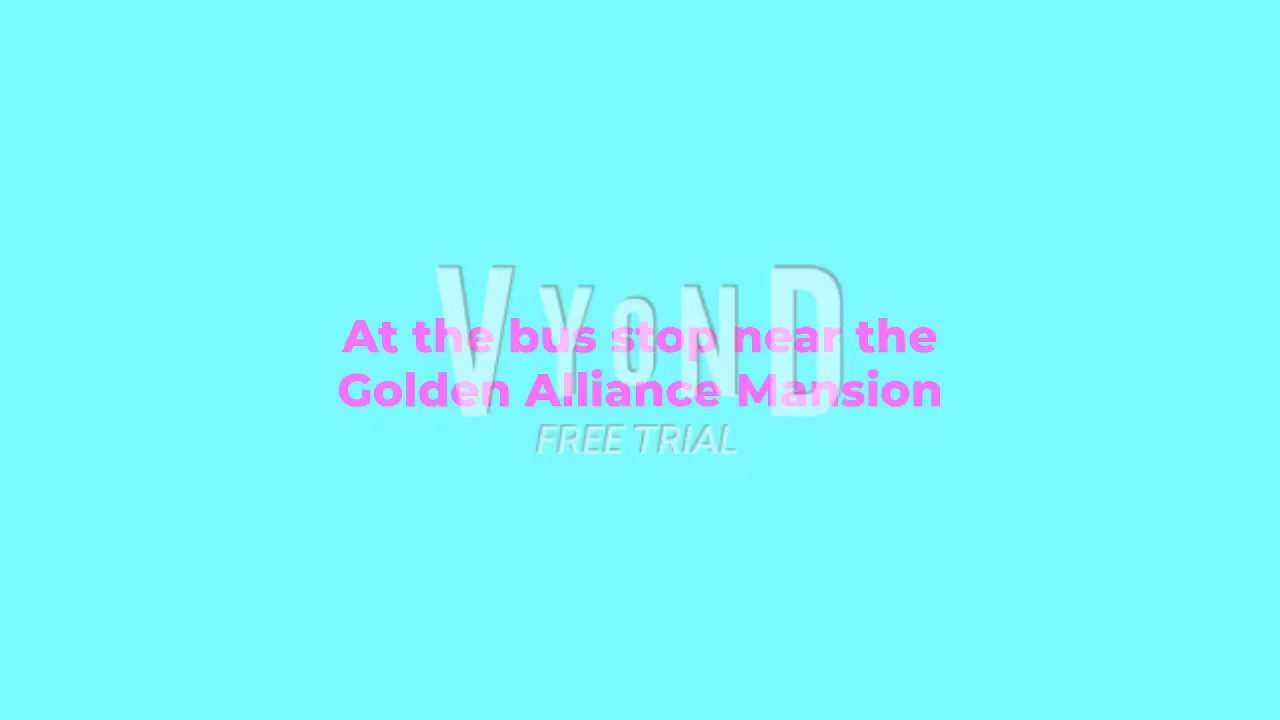 At the bus stop near the
Golden Alliance Mansion
VYOND
FREE TRIAL